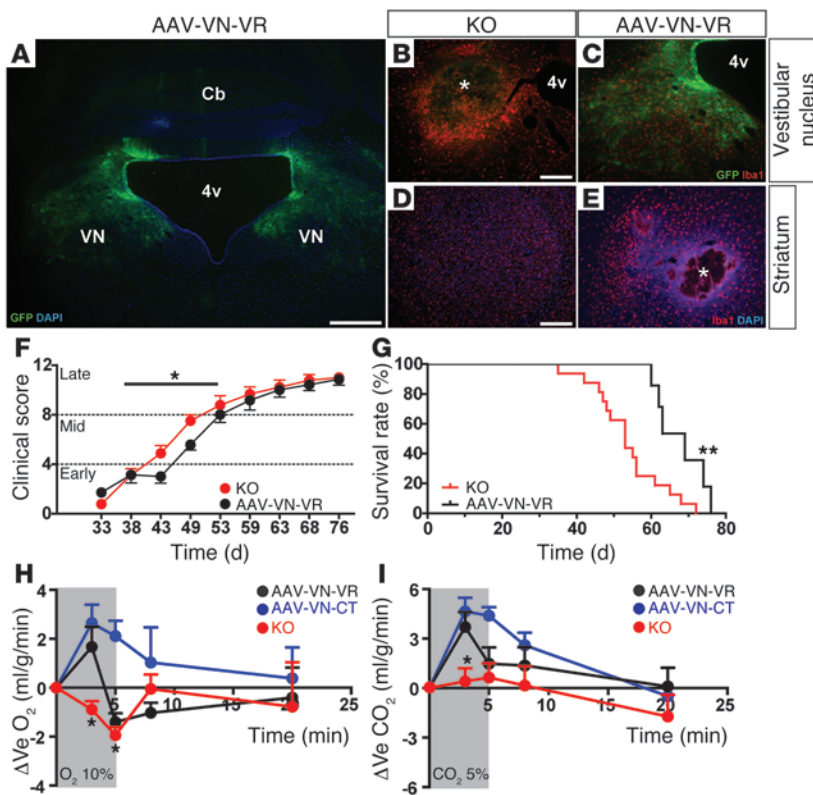 AAV-VN-VR
KO
AAV-VN-VR
A
Cb
4v
VN
VN
GFP DAPI
B
*
4v
C
4v
GFP Iba1
Vestibular nucleus
D
E
*
Iba1 DAPI
Striatum
F
Clinical score
12
8
4
0
Late
Mid
Early
*
KO
AAV-VN-VR
33 38 43 49 53 59 63 68 76
Time (d)
G
Survival rate (%)
100
80
60
40
20
0
**
KO
AAV-VN-VR
0 20 40 60 80
Time (d)
H
ΔVe O2 (ml/g/min)
4
2
0
-2
-4
AAV-VN-VR
AAV-VN-CT
KO
5 10 15 20 25
Time (min)
*
*
O2 10%
I
ΔVe CO2 (ml/g/min)
6
3
0
-3
-6
AAV-VN-VR
AAV-VN-CT
KO
*
5 10 15 20 25
Time (min)
CO2 5%